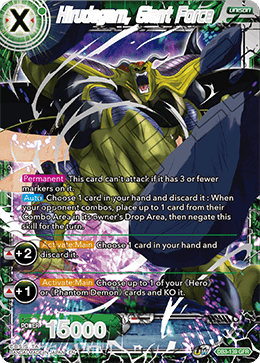 X
Hirudegarn, Giant Force
UNISON
Permanent This card can't attack if it has 3 or fewer
markers on it.
Auto Choose 1 card in your hand and discard it : When
your opponent combos, place up to 1 card from their
Combo Area in its owner's Drop Area, then negate this
skill for the turn.
+2 Activate:Main Choose 1 card in your hand and
discard it.
+1 Activate:Main Choose up to 1 of your ‹Hero›
or ‹Phantom Demon› cards and KO it.
POWER
15000
DB3-139 GFR